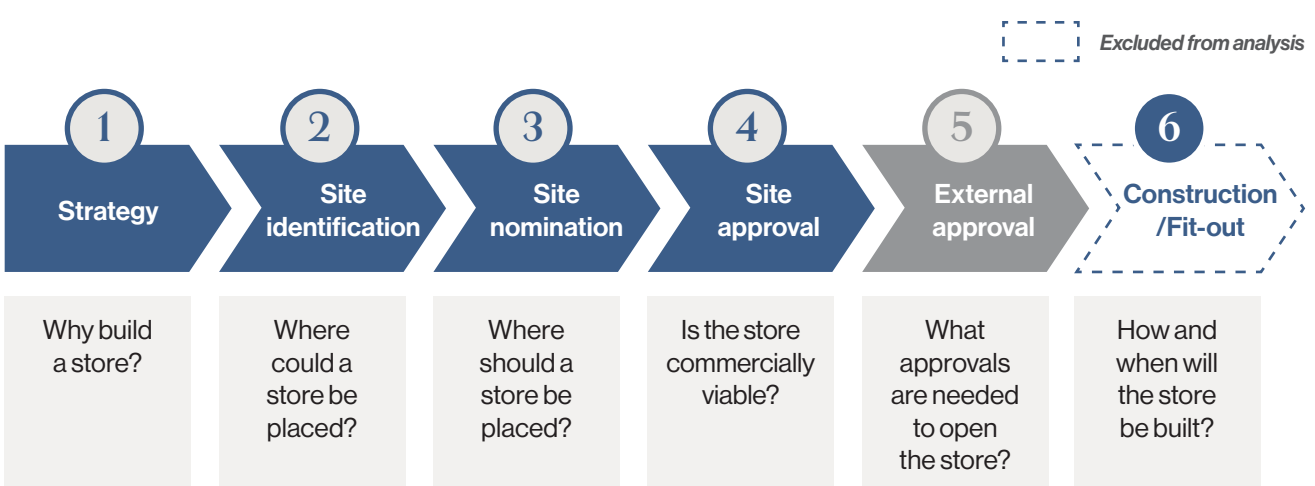 Excluded from analysis
1
Strategy
Why build
a store?
2
Site
identification
Where
could a
store be
placed?
3
Site
nomination
Where
should a
store be
placed?
4
Site
approval
Is the store
commercially
viable?
5
External
approval
What
approvals
are needed
to open
the store?
6
Construction
/Fit-out
How and
when will
the store
be built?